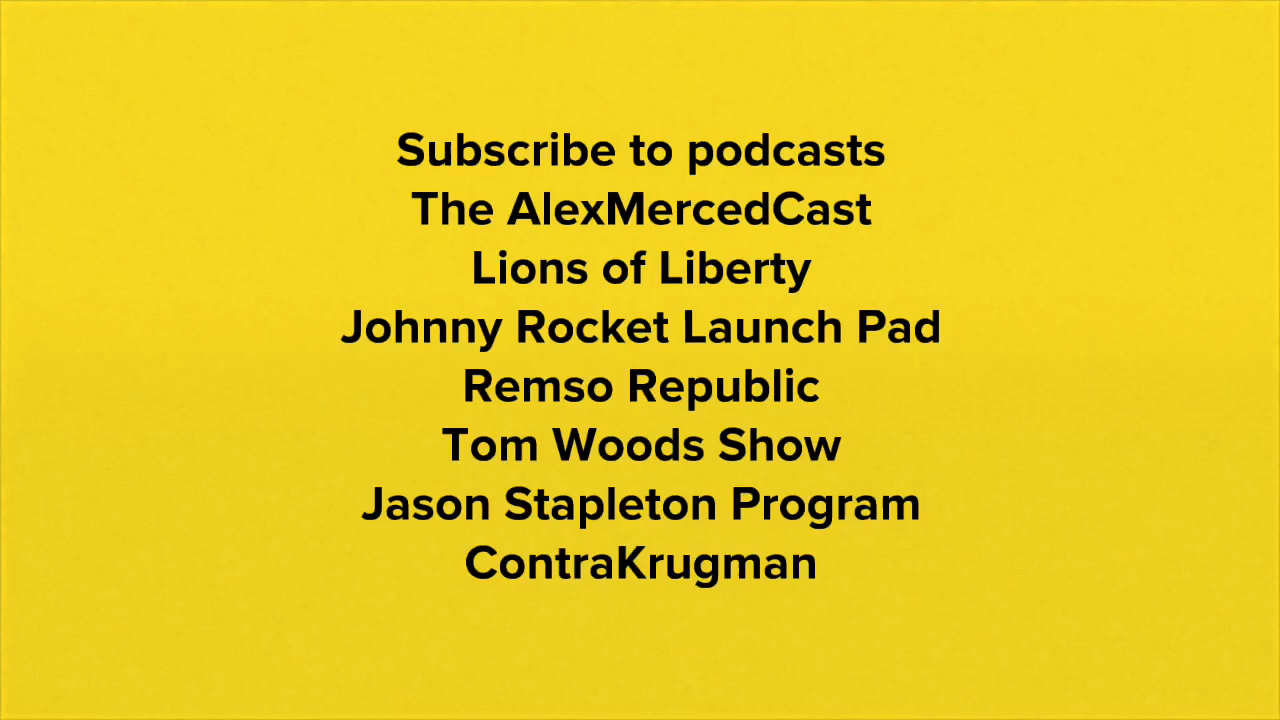 Subscribe to podcasts
The AlexMercedCast
Lions of Liberty
Johnny Rocket Launch Pad
Remso Republic
Tom Woods Show
Jason Stapleton Program
ContraKrugman